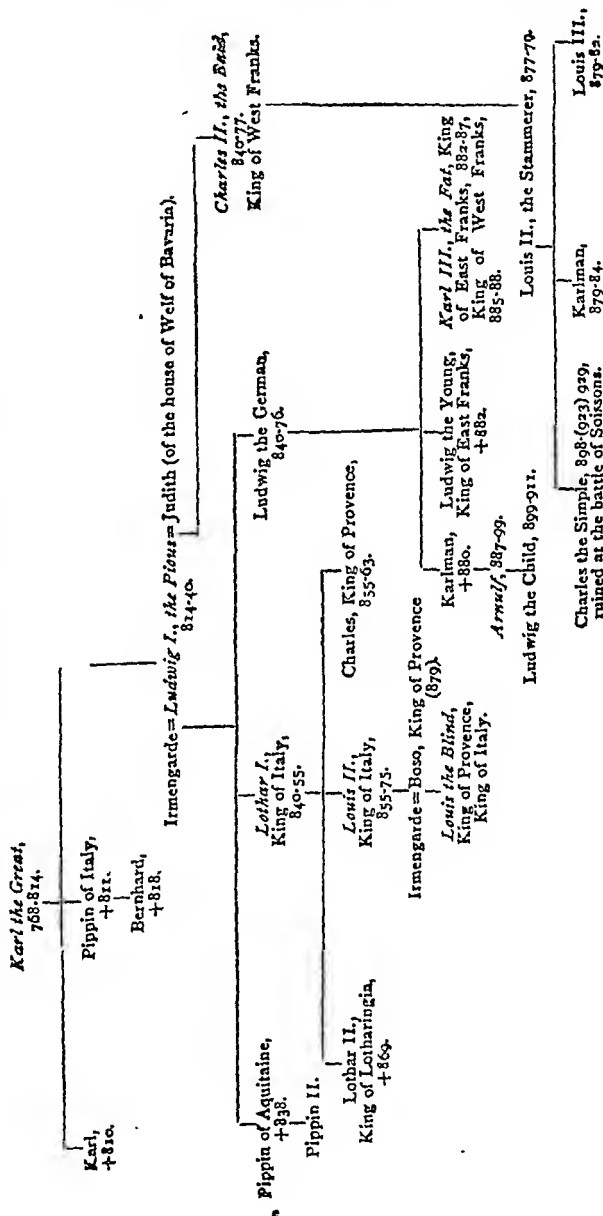 Karl the Great,
768-814.
Karl,
+810.
Pippin of Italy,
+811.
Bernhard,
+818.
Irmengarde=Ludwig I., the Pious=Judith (of the house of Welf of Bavaria).
814-40.
Pippin of Aquitaine,
+838.
Pippin II.
Lothar I.,
King of Italy,
840-55.
Ludwig the German,
840-76.
Charles II., the Bald,
840-77.
King of West Franks.
Lothar II.,
King of Lotharingia,
+869.
Louis II.,
King of Italy,
855-75.
Charles, King of Provence,
855-63.
Irmengarde=Boso, King of Provence
(879).
Louis the Blind,
King of Provence,
King of Italy.
Karlman,
+880.
Ludwig the Young,
King of East Franks,
+882.
Karl III., the Fat, King
of East Franks, 882-87,
King of West Franks,
885-88.
Arnulf, 887-99.
Ludwig the Child, 899-911.
Louis II., the Stammerer, 877-79.
Charles the Simple, 898-(923) 929,
ruined at the battle of Soissons.
Karlman,
879-84.
Louis III.,
879-82.